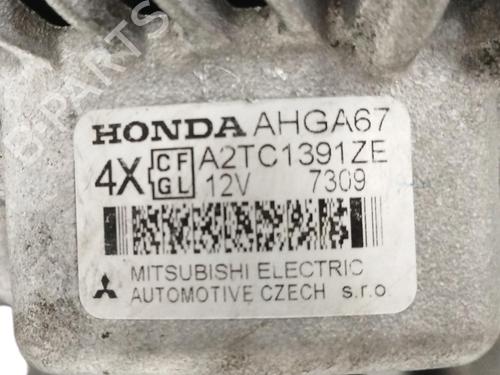 B-PARTS
HONDA AHGA67
4X CF GL A2TC1391ZE
12V 7309
MITSUBISHI ELECTRIC
AUTOMOTIVE CZECH s.r.o